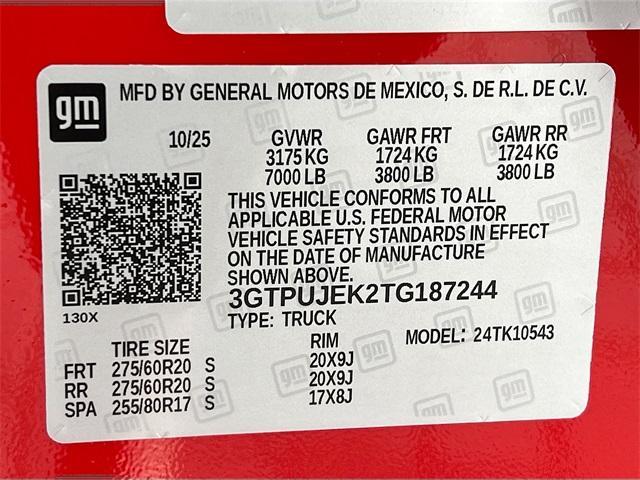 gm
MFD BY GENERAL MOTORS DE MEXICO, S. DE R.L. DE C.V.
10/25 GVWR GAWR FRT GAWR RR
3175 KG 1724 KG 1724 KG
7000 LB 3800 LB 3800 LB
THIS VEHICLE CONFORMS TO ALL
APPLICABLE U.S. FEDERAL MOTOR
VEHICLE SAFETY STANDARDS IN EFFECT
ON THE DATE OF MANUFACTURE
SHOWN ABOVE.
3GTPUJEK2TG187244
130X
TYPE: TRUCK MODEL: 24TK10543
TIRE SIZE RIM
FRT 275/60R20 S 20X9J
RR 275/60R20 S 20X9J
SPA 255/80R17 S 17X8J